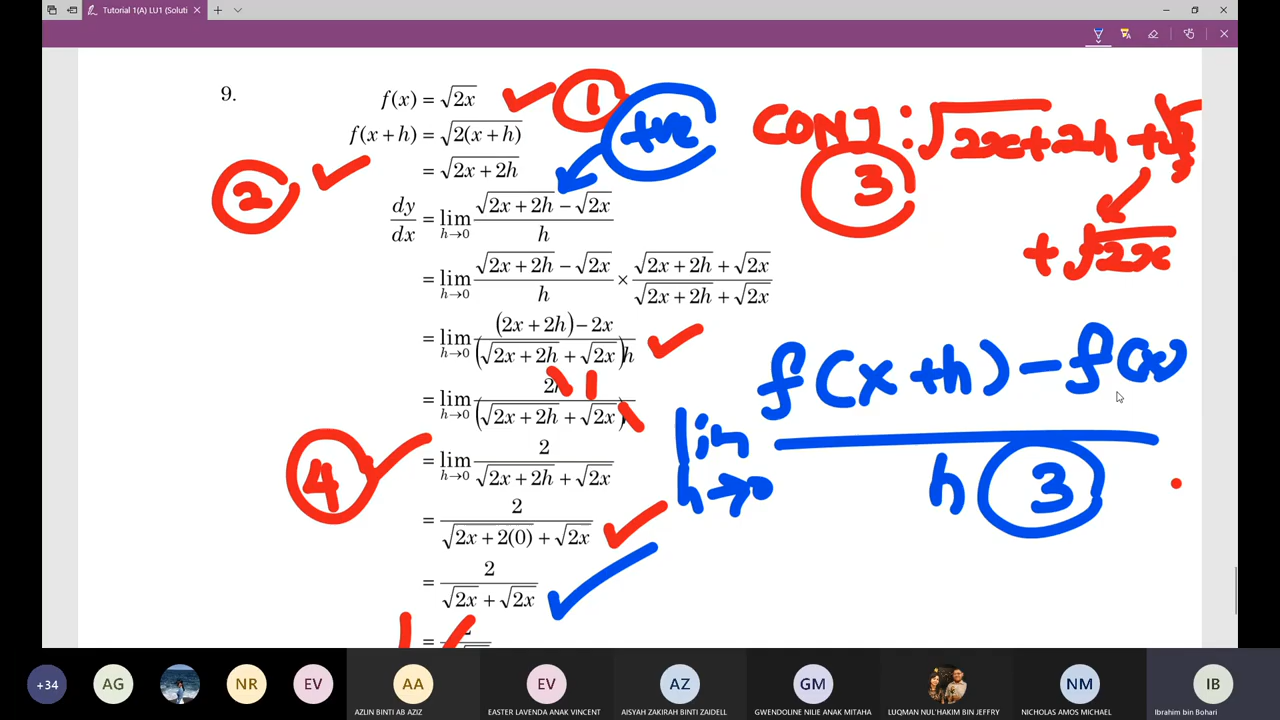 Tutorial 1(A) LU1 (Soluti
9.
f(x) = √2x
1
f(x + h) = √2(x + h)
+ve
CONJ : √2x+2h +
= √2x + 2h
2
3
dy/dx = lim h→0 (√2x + 2h − √2x)/h
+ √2x
= lim h→0 (√2x + 2h − √2x)/h × (√2x + 2h + √2x)/(√2x + 2h + √2x)
= lim h→0 ((2x + 2h) − 2x)/((√2x + 2h + √2x)h)
lim h→0 (f(x+h) − f(x))/h
3
= lim h→0 2h/((√2x + 2h + √2x)
4
= lim h→0 2/(√2x + 2h + √2x)
= 2/(√2x + 2(0) + √2x)
= 2/(√2x + √2x)
=
+34
AG
NR
EV
AA
EV
AZ
GM
NM
IB
AZLIN BINTI AB AZIZ
EASTER LAVENDA ANAK VINCENT
AISYAH ZAKIRAH BINTI ZAIDELL
GWENDOLINE NILIE ANAK MITAHA
LUQMAN NUL'HAKIM BIN JEFFRY
NICHOLAS AMOS MICHAEL
Ibrahim bin Bohari